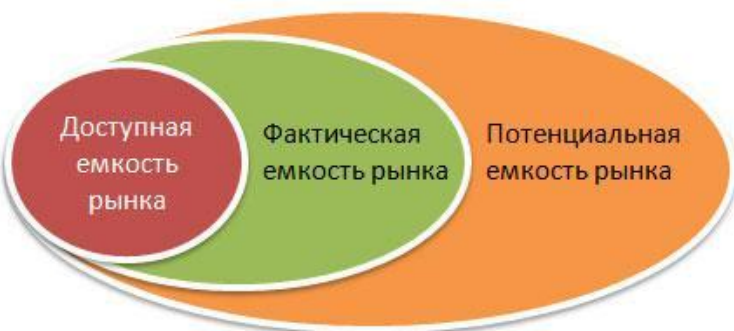 Доступная
емкость
рынка
Фактическая
емкость рынка
Потенциальная
емкость рынка